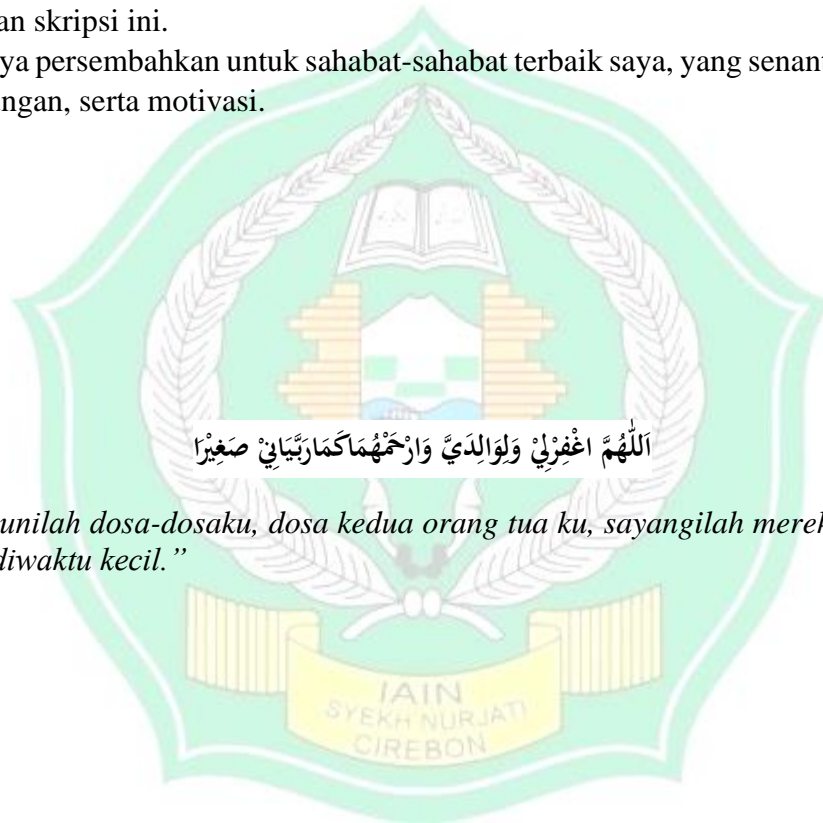 an skripsi ini.
ya persembahkan untuk sahabat-sahabat terbaik saya, yang senant
ngan, serta motivasi.
اَللّٰهُمَّ اغْفِرْلِيْ وَلِوَالِدَيَّ وَارْحَمْهُمَاكَمَارَبَّيَانِيْ صَغِيْرًا
unilah dosa-dosaku, dosa kedua orang tua ku, sayangilah merek
diwaktu kecil.”
IAIN
SYEKH NURJATI
CIREBON